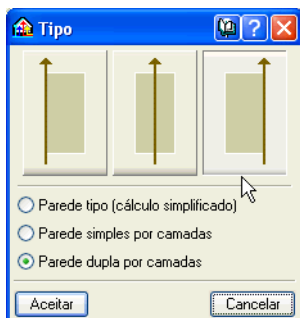 Tipo
Parede tipo (cálculo simplificado)
Parede simples por camadas
Parede dupla por camadas
Aceitar
Cancelar